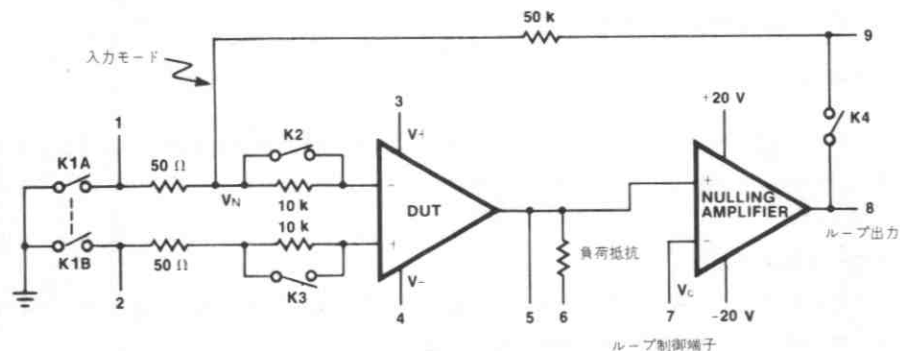 50 k
9
入力モード
3
+20 V
1
K2
V+
K4
K1A
50 Ω
VN
10 k
−
DUT
+
NULLING
AMPLIFIER
8
ループ出力
K1B
50 Ω
10 k
+
K3
V−
負荷抵抗
−
Vc
2
4
5
6
7
−20 V
ループ制御端子